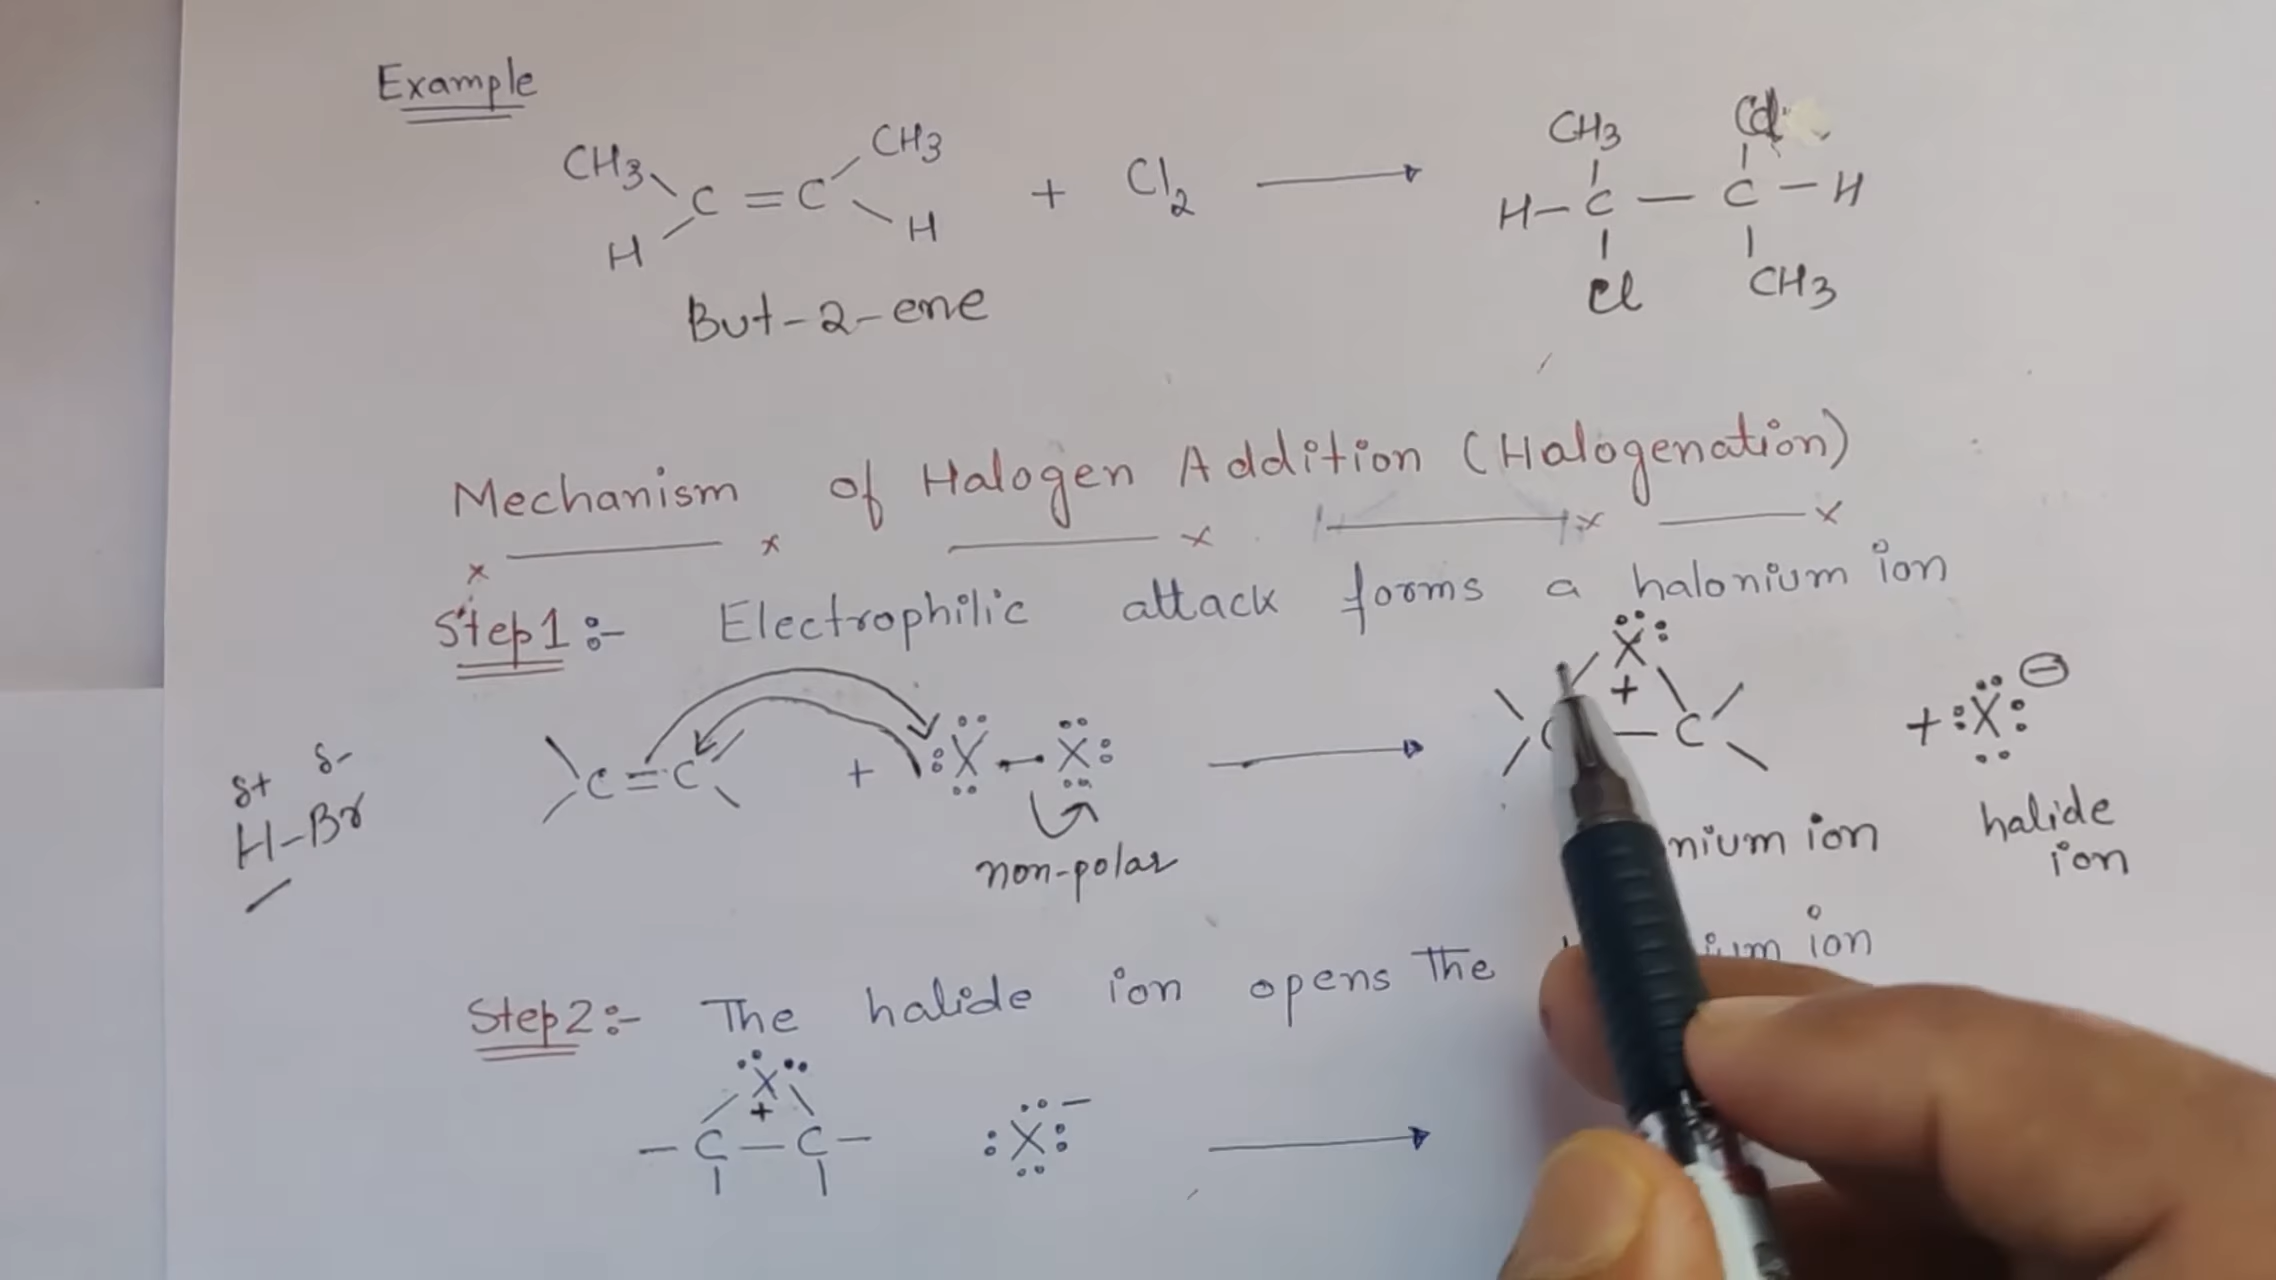 Example
CH3 CH3 CH3 Cl
C = C + Cl2 H - C - C - H
H H Cl CH3
But-2-ene
Mechanism of Halogen Addition (Halogenation)
x x x x x
Step1:- Electrophilic attack forms a halonium ion
X
+
δ+ δ-
H-Br
C = C + :X - X: C - C + :X: -
non-polar
nium ion halide ion
Step2:- The halide ion opens the ion
X
+
- C - C - :X: -